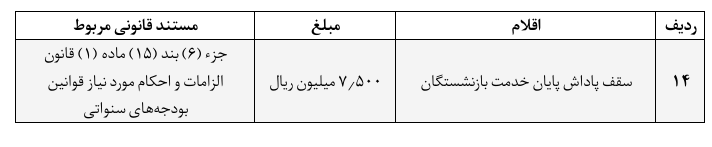 ردیف اقلام مبلغ مستند قانونی مربوط
۱۴ سقف پاداش پایان خدمت بازنشستگان ۷٫۵۰۰ میلیون ریال جزء (۶) بند (۱۵) ماده (۱) قانون
الزامات و احکام مورد نیاز قوانین
بودجه‌های سنواتی